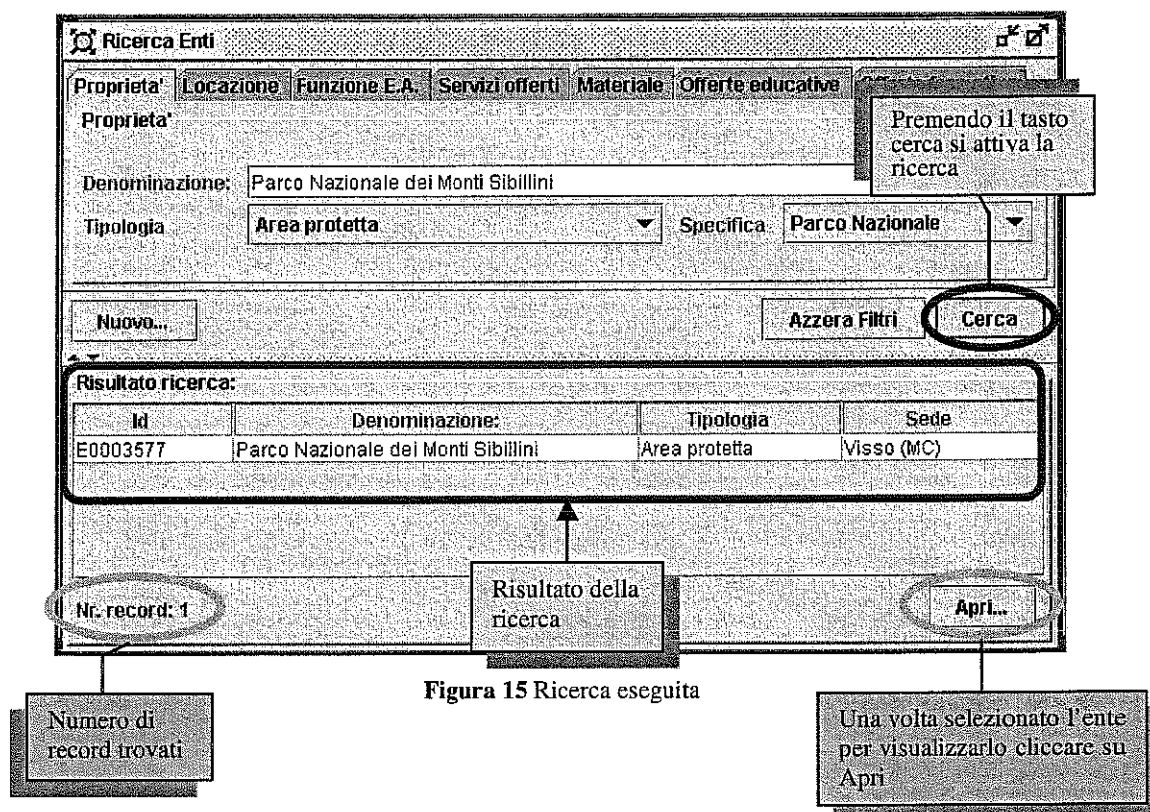 Ricerca Enti
Proprieta' Locazione Funzione E.A. Servizi offerti Materiale Offerte educative
Proprieta'
Premendo il tasto
cerca si attiva la
ricerca
Denominazione: Parco Nazionale dei Monti Sibillini
Tipologia Area protetta Specifica Parco Nazionale
Nuovo... Azzera Filtri Cerca
Risultato ricerca:
Id Denominazione: Tipologia Sede
E0003577 Parco Nazionale dei Monti Sibillini Area protetta Visso (MC)
Risultato della
ricerca
Nr. record: 1 Apri...
Figura 15 Ricerca eseguita
Numero di
record trovati
Una volta selezionato l'ente
per visualizzarlo cliccare su
Apri